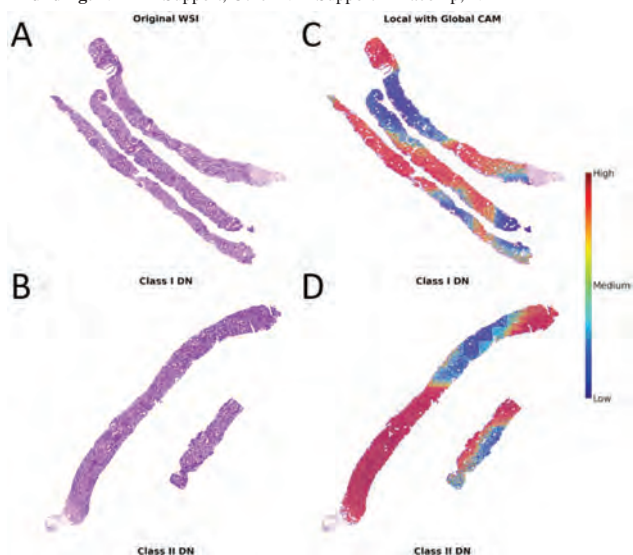 Original WSI
Local with Global CAM
A
C
High
Medium
Low
Class I DN
Class I DN
B
D
Class II DN
Class II DN